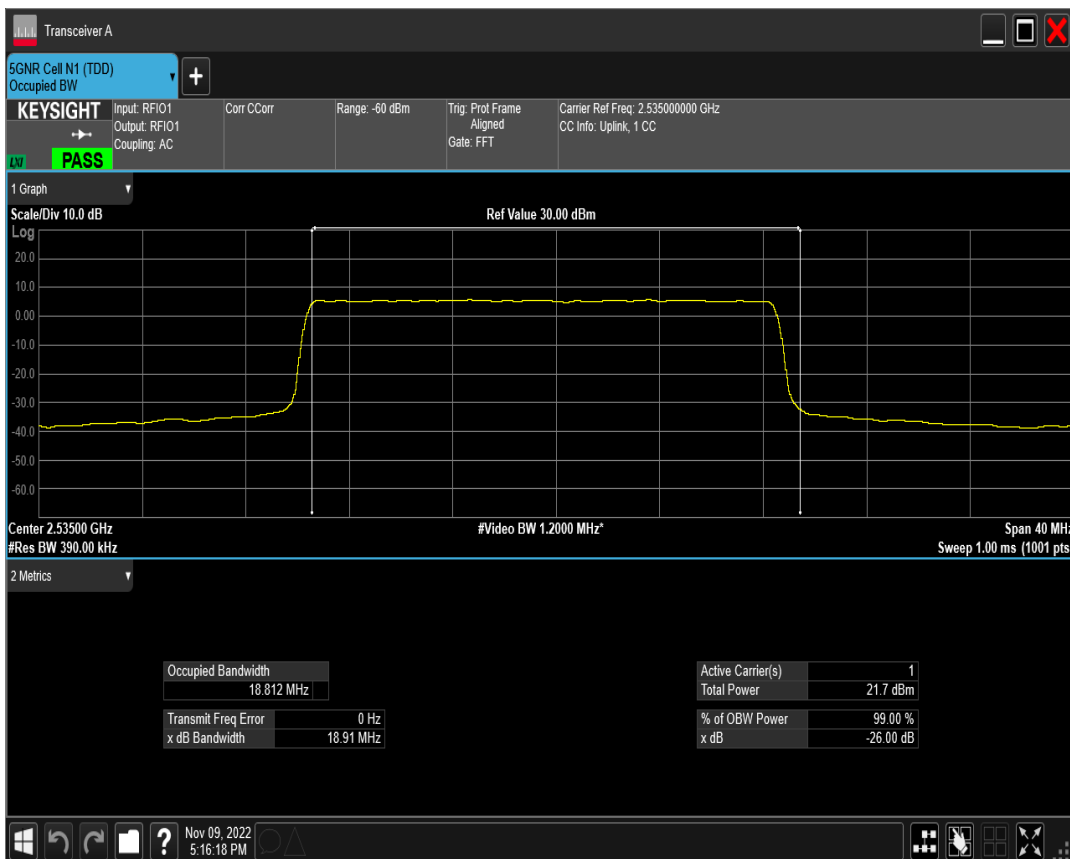 Transceiver A
5GNR Cell N1 (TDD)
Occupied BW
+
KEYSIGHT
LXI
PASS
Input: RFIO1
Output: RFIO1
Coupling: AC
Corr CCorr
Range: -60 dBm
Trig: Prot Frame
Aligned
Gate: FFT
Carrier Ref Freq: 2.535000000 GHz
CC Info: Uplink, 1 CC
1 Graph
Scale/Div 10.0 dB
Ref Value 30.00 dBm
Log
20.0
10.0
0.00
-10.0
-20.0
-30.0
-40.0
-50.0
-60.0
Center 2.53500 GHz
#Video BW 1.2000 MHz*
Span 40 MHz
#Res BW 390.00 kHz
Sweep 1.00 ms (1001 pts
2 Metrics
Occupied Bandwidth
18.812 MHz
Transmit Freq Error 0 Hz
x dB Bandwidth 18.91 MHz
Active Carrier(s) 1
Total Power 21.7 dBm
% of OBW Power 99.00 %
x dB -26.00 dB
?
Nov 09, 2022
5:16:18 PM